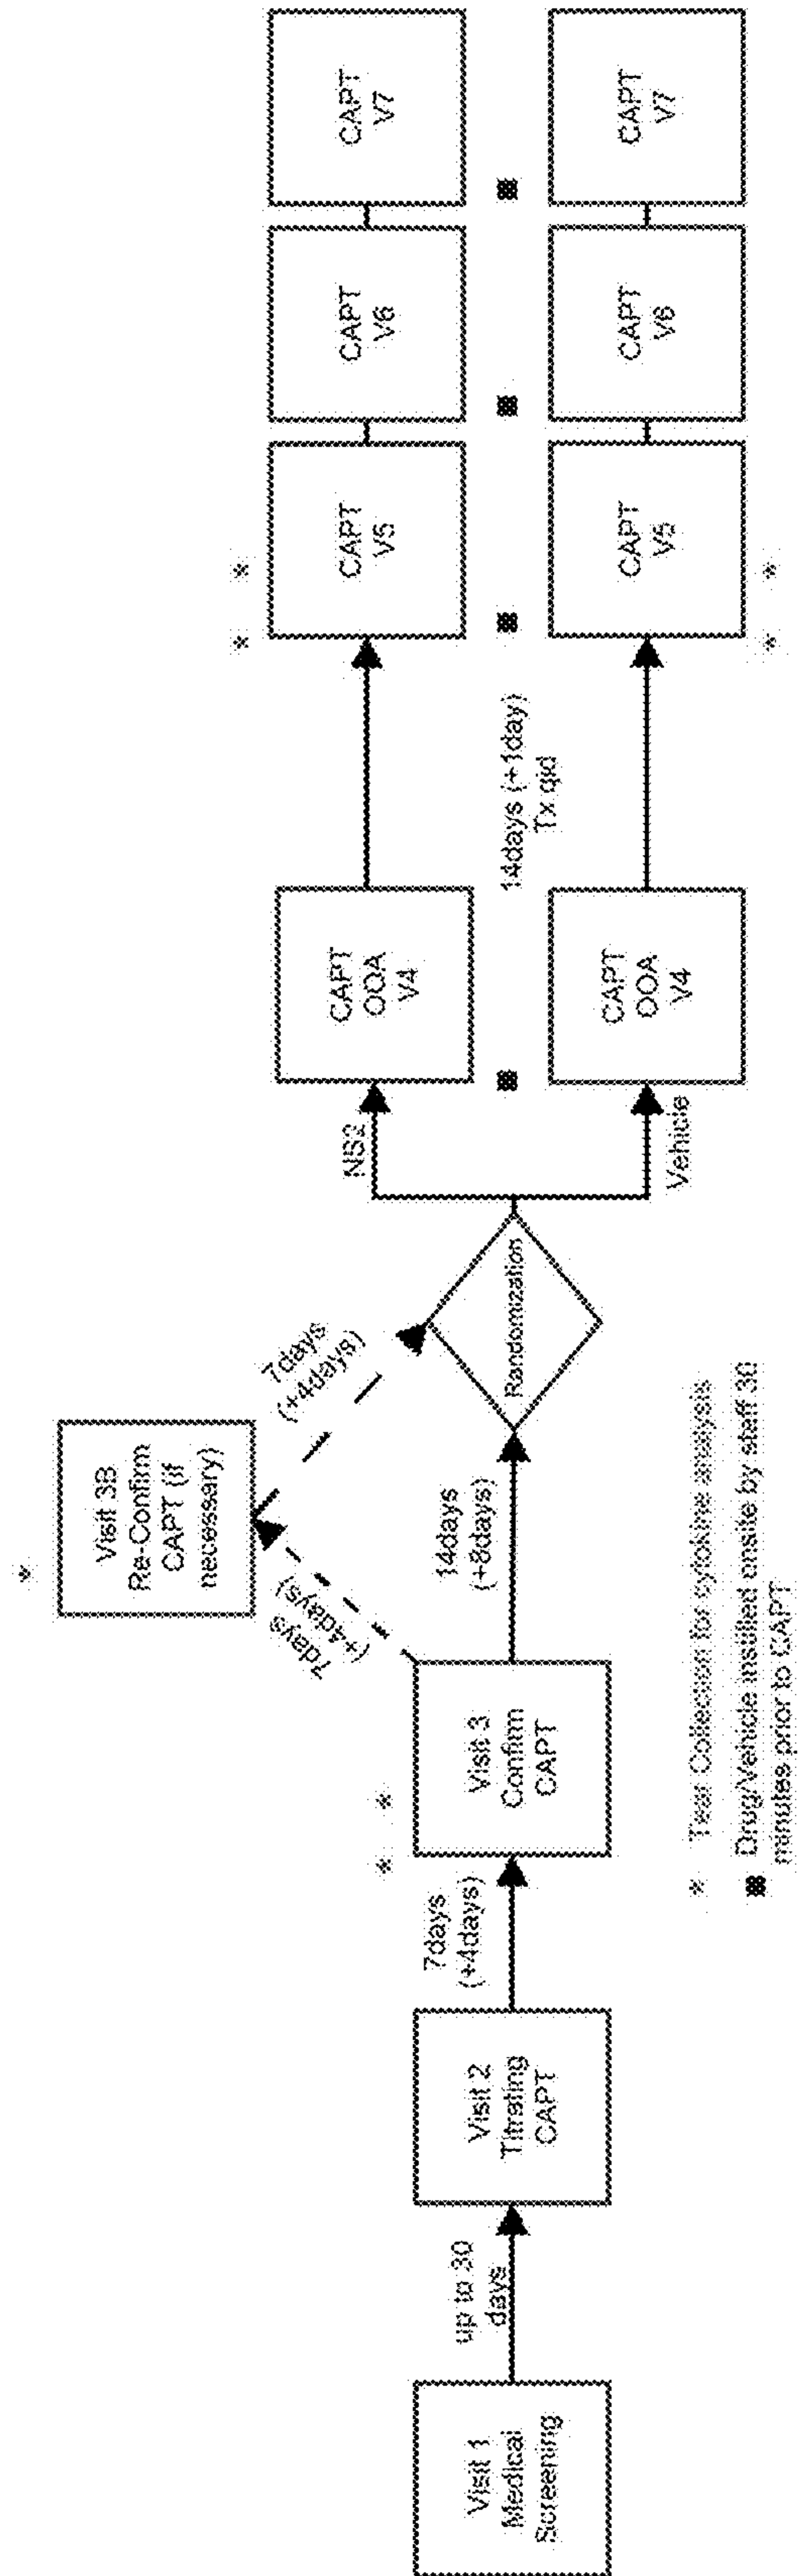 Visit 1
Medical
Screening
up to 30
days
Visit 2
Titrating
CAPT
7days
(+4days)
*
*
Visit 3
Confirm
CAPT
7days
(+4days)
*
Visit 3B
Re-Confirm
CAPT (if
necessary)
7days
(+4days)
14days
(+8days)
Randomization
NS2
CAPT
OOA
V4
Vehicle
CAPT
OOA
V4
14days (+1day)
Tx qid
*
*
CAPT
V5
CAPT
V6
CAPT
V7
CAPT
V5
CAPT
V6
CAPT
V7
*
*
* Tear Collection for cytokine analysis
Drug/Vehicle instilled onsite by staff 30
minutes prior to CAPT